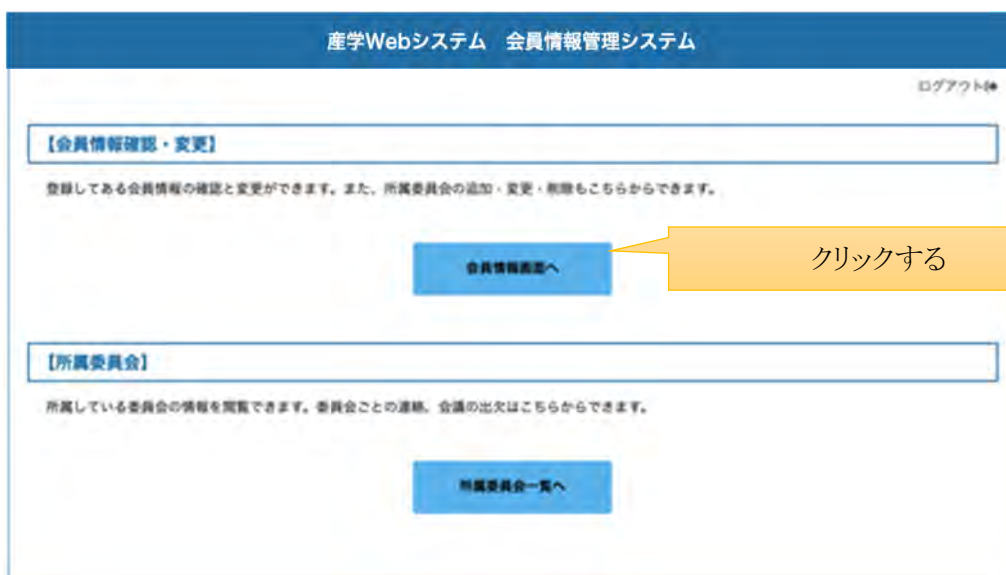 産学Webシステム　会員情報管理システム
ログアウト
【会員情報確認・変更】
登録してある会員情報の確認と変更ができます。また、所属委員会の追加・変更・削除もこちらからできます。
会員情報画面へ
クリックする
【所属委員会】
所属している委員会の情報を閲覧できます。委員会ごとの連絡、会議の出欠はこちらからできます。
所属委員会一覧へ